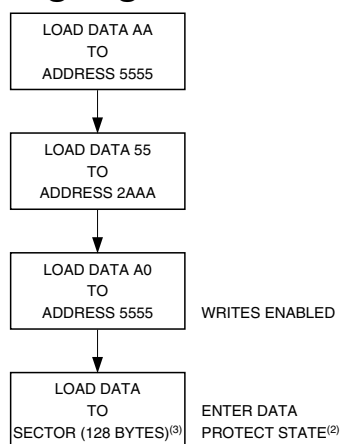 LOAD DATA AA
TO
ADDRESS 5555
LOAD DATA 55
TO
ADDRESS 2AAA
LOAD DATA A0
TO
ADDRESS 5555 WRITES ENABLED
LOAD DATA
TO ENTER DATA
SECTOR (128 BYTES)(3) PROTECT STATE(2)